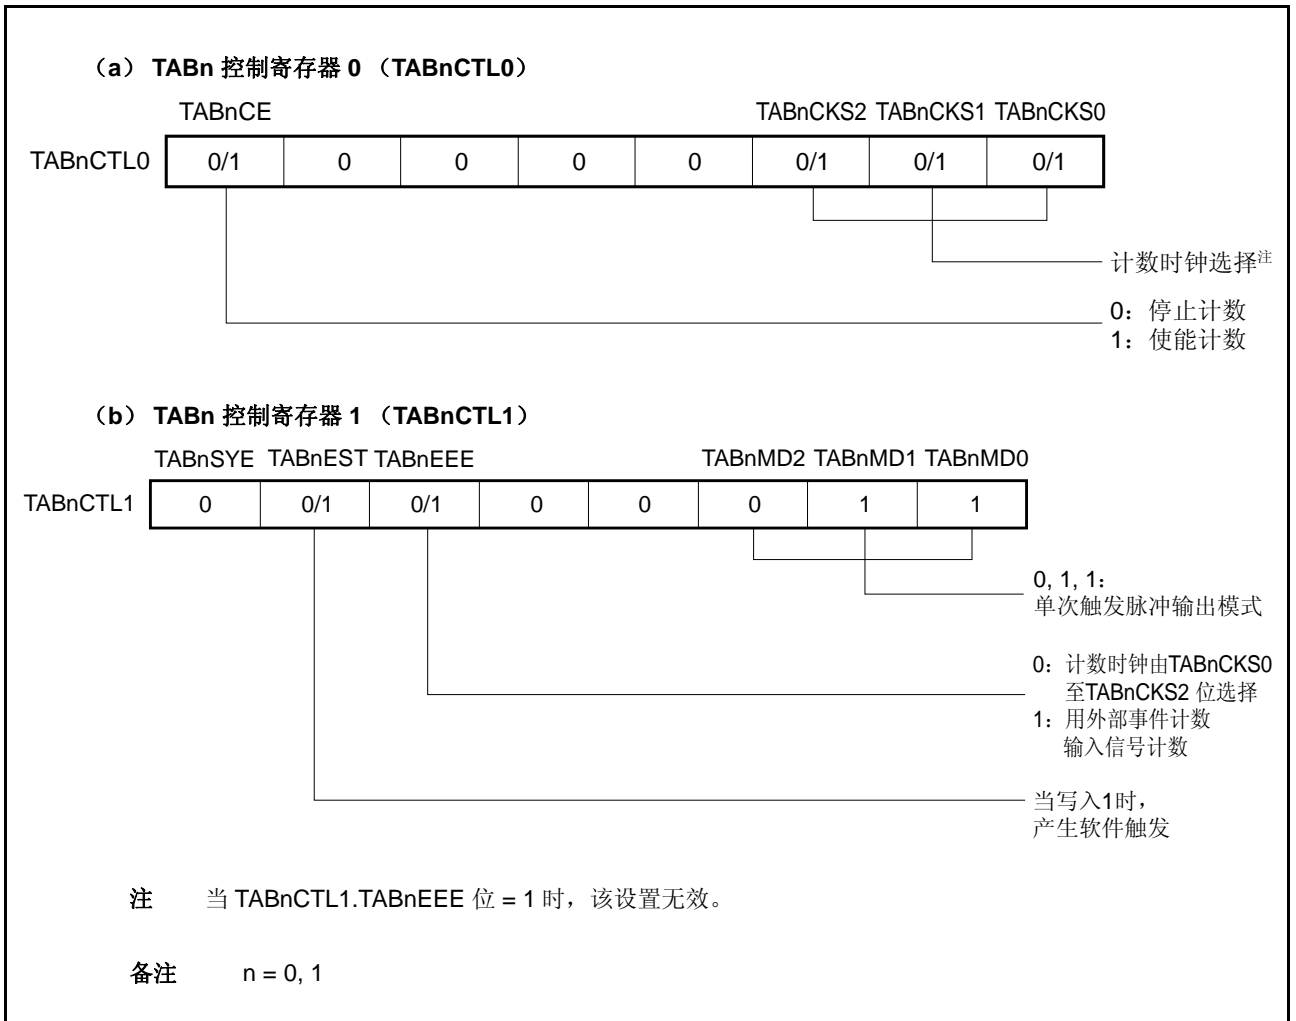 （a） TABn 控制寄存器 0 （TABnCTL0）
TABnCE TABnCKS2 TABnCKS1 TABnCKS0
TABnCTL0 0/1 0 0 0 0 0/1 0/1 0/1
计数时钟选择注
0：停止计数
1：使能计数
（b） TABn 控制寄存器 1 （TABnCTL1）
TABnSYE TABnEST TABnEEE TABnMD2 TABnMD1 TABnMD0
TABnCTL1 0 0/1 0/1 0 0 0 1 1
0, 1, 1:
单次触发脉冲输出模式
0：计数时钟由TABnCKS0
至TABnCKS2 位选择
1：用外部事件计数
输入信号计数
当写入1时，
产生软件触发
注 当 TABnCTL1.TABnEEE 位 = 1 时，该设置无效。
备注 n = 0, 1